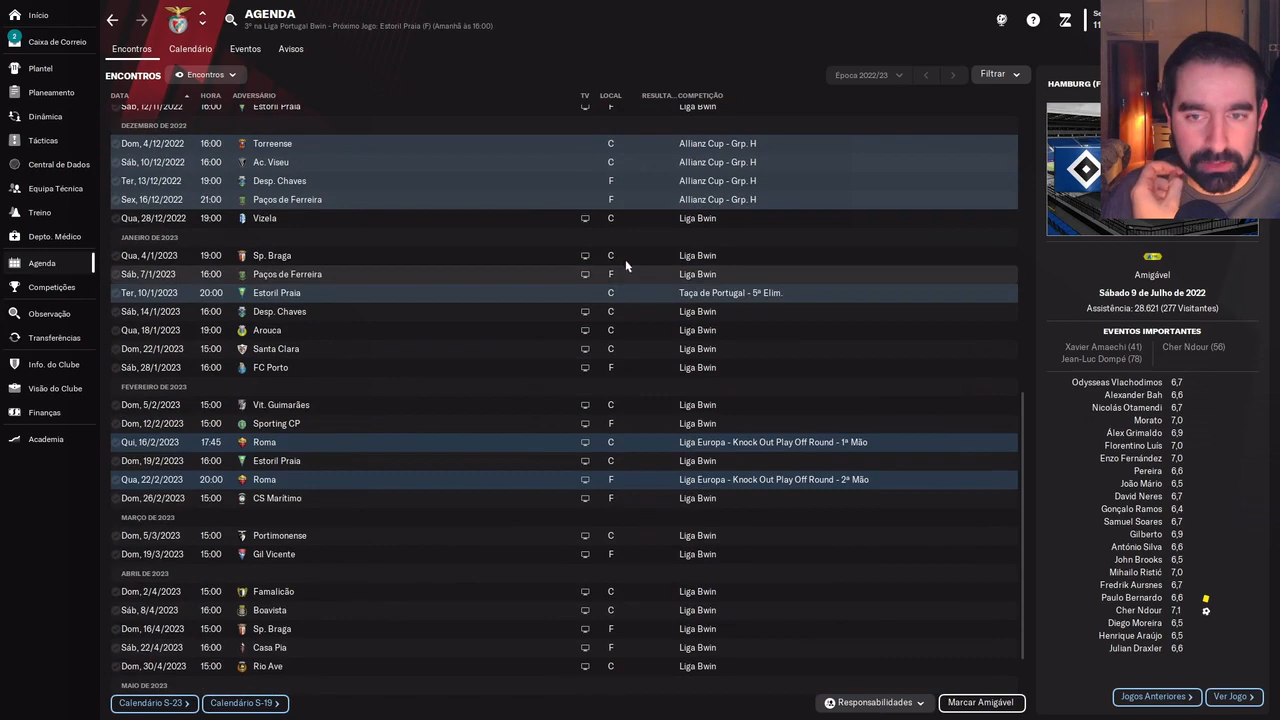 Início
AGENDA
3º na Liga Portugal Bwin - Próximo Jogo: Estoril Praia (F) (Amanhã às 16:00)
2
Caixa de Correio
Encontros Calendário Eventos Avisos
Plantel
Planeamento
Dinâmica
Tácticas
Central de Dados
Equipa Técnica
Treino
Depto. Médico
Agenda
Competições
Observação
Transferências
Info. do Clube
Visão do Clube
Finanças
Academia
ENCONTROS Encontros
Época 2022/23
Filtrar
DATA HORA ADVERSÁRIO TV LOCAL RESULTA... COMPETIÇÃO
Sáb, 12/11/2022 16:00 Estoril Praia F Liga Bwin
DEZEMBRO DE 2022
Dom, 4/12/2022 16:00 Torreense C Allianz Cup - Grp. H
Sáb, 10/12/2022 16:00 Ac. Viseu C Allianz Cup - Grp. H
Ter, 13/12/2022 19:00 Desp. Chaves F Allianz Cup - Grp. H
Sex, 16/12/2022 21:00 Paços de Ferreira F Allianz Cup - Grp. H
Qua, 28/12/2022 19:00 Vizela C Liga Bwin
JANEIRO DE 2023
Qua, 4/1/2023 19:00 Sp. Braga C Liga Bwin
Sáb, 7/1/2023 16:00 Paços de Ferreira F Liga Bwin
Ter, 10/1/2023 20:00 Estoril Praia C Taça de Portugal - 5ª Elim.
Sáb, 14/1/2023 16:00 Desp. Chaves C Liga Bwin
Qua, 18/1/2023 19:00 Arouca C Liga Bwin
Dom, 22/1/2023 15:00 Santa Clara C Liga Bwin
Sáb, 28/1/2023 16:00 FC Porto F Liga Bwin
FEVEREIRO DE 2023
Dom, 5/2/2023 15:00 Vit. Guimarães C Liga Bwin
Dom, 12/2/2023 15:00 Sporting CP F Liga Bwin
Qui, 16/2/2023 17:45 Roma C Liga Europa - Knock Out Play Off Round - 1ª Mão
Dom, 19/2/2023 16:00 Estoril Praia C Liga Bwin
Qua, 22/2/2023 20:00 Roma F Liga Europa - Knock Out Play Off Round - 2ª Mão
Dom, 26/2/2023 15:00 CS Marítimo F Liga Bwin
MARÇO DE 2023
Dom, 5/3/2023 15:00 Portimonense C Liga Bwin
Dom, 19/3/2023 15:00 Gil Vicente F Liga Bwin
ABRIL DE 2023
Dom, 2/4/2023 15:00 Famalicão C Liga Bwin
Sáb, 8/4/2023 16:00 Boavista C Liga Bwin
Dom, 16/4/2023 15:00 Sp. Braga F Liga Bwin
Sáb, 22/4/2023 16:00 Casa Pia F Liga Bwin
Dom, 30/4/2023 15:00 Rio Ave C Liga Bwin
MAIO DE 2023
Calendário S-23
Calendário S-19
Responsabilidades
Marcar Amigável
HAMBURG (F
Amigável
Sábado 9 de Julho de 2022
Assistência: 28.621 (277 Visitantes)
EVENTOS IMPORTANTES
Xavier Amaechi (41) Cher Ndour (56)
Jean-Luc Dompé (78)
Odysseas Vlachodimos 6,7
Alexander Bah 6,6
Nicolás Otamendi 6,7
Morato 7,0
Álex Grimaldo 6,9
Florentino Luís 7,0
Enzo Fernández 7,0
Pereira 6,6
João Mário 6,5
David Neres 6,7
Gonçalo Ramos 6,4
Samuel Soares 6,7
Gilberto 6,9
António Silva 6,6
John Brooks 6,5
Mihailo Ristić 7,0
Fredrik Aursnes 6,7
Paulo Bernardo 6,6
Cher Ndour 7,1
Diego Moreira 6,5
Henrique Araújo 6,5
Julian Draxler 6,6
Jogos Anteriores
Ver Jogo